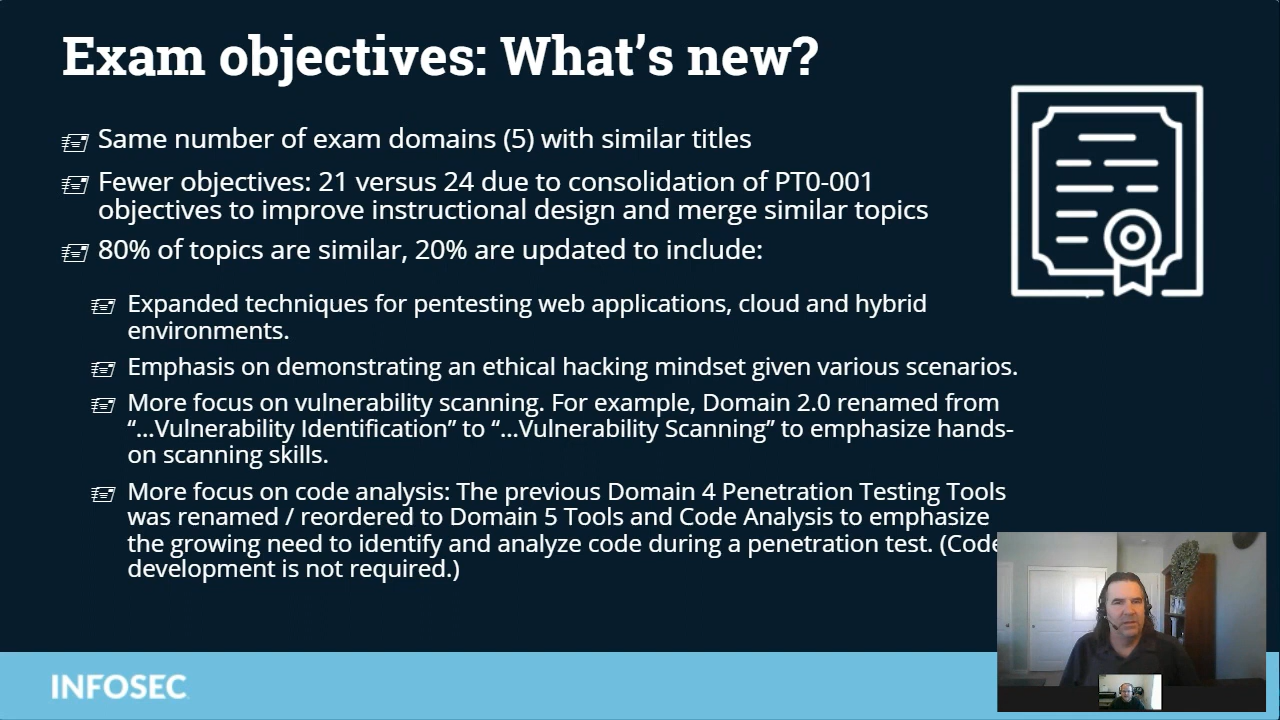 Exam objectives: What’s new?
Same number of exam domains (5) with similar titles
Fewer objectives: 21 versus 24 due to consolidation of PT0-001
objectives to improve instructional design and merge similar topics
80% of topics are similar, 20% are updated to include:
Expanded techniques for pentesting web applications, cloud and hybrid
environments.
Emphasis on demonstrating an ethical hacking mindset given various scenarios.
More focus on vulnerability scanning. For example, Domain 2.0 renamed from
“...Vulnerability Identification” to “...Vulnerability Scanning” to emphasize hands-
on scanning skills.
More focus on code analysis: The previous Domain 4 Penetration Testing Tools
was renamed / reordered to Domain 5 Tools and Code Analysis to emphasize
the growing need to identify and analyze code during a penetration test. (Code
development is not required.)
INFOSEC